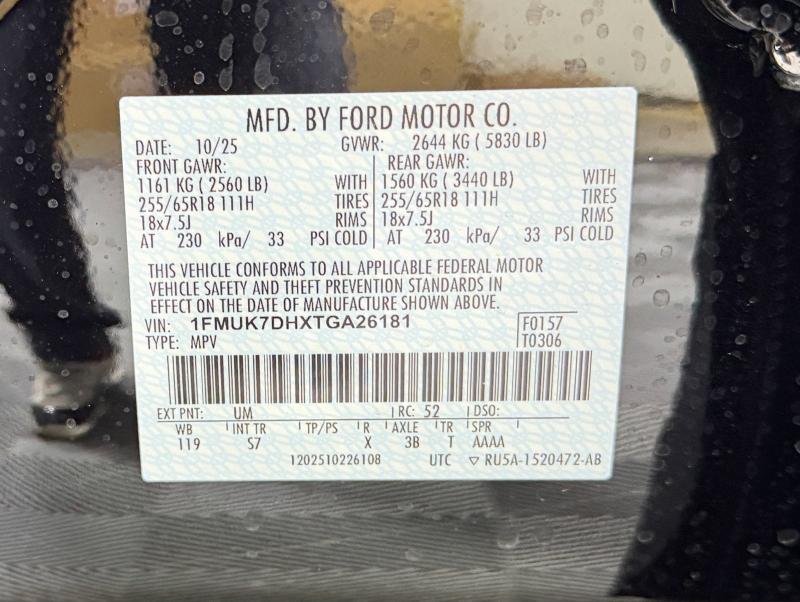 MFD. BY FORD MOTOR CO.
DATE: 10/25 GVWR: 2644 KG ( 5830 LB)
FRONT GAWR: REAR GAWR:
1161 KG ( 2560 LB) WITH 1560 KG ( 3440 LB) WITH
255/65R18 111H TIRES 255/65R18 111H TIRES
18x7.5J RIMS 18x7.5J RIMS
AT 230 kPa/ 33 PSI COLD AT 230 kPa/ 33 PSI COLD
THIS VEHICLE CONFORMS TO ALL APPLICABLE FEDERAL MOTOR
VEHICLE SAFETY AND THEFT PREVENTION STANDARDS IN
EFFECT ON THE DATE OF MANUFACTURE SHOWN ABOVE.
VIN: 1FMUK7DHXTGA26181 F0157
TYPE: MPV T0306
EXT PNT: UM RC: 52 DSO:
WB INT TR TP/PS R AXLE TR SPR
119 S7 X 3B T AAAA
1202510226108 UTC ▽ RU5A-1520472-AB